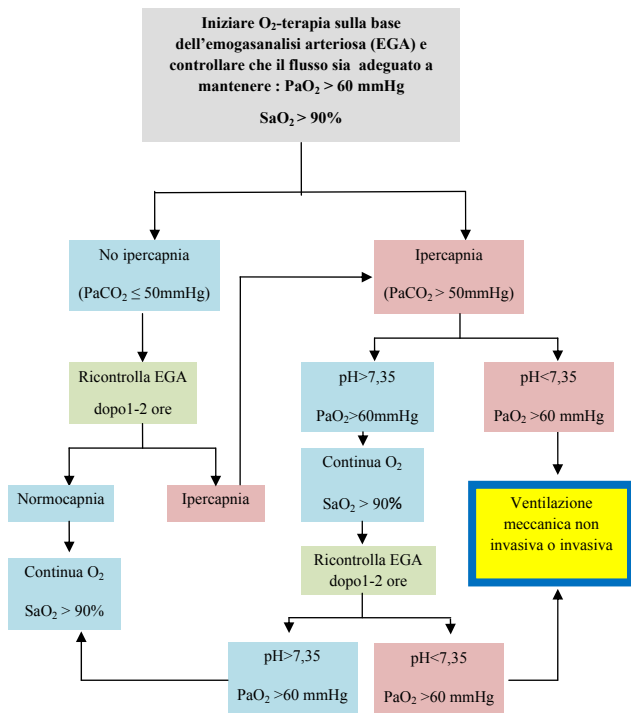 Iniziare O₂-terapia sulla base
dell'emogasanalisi arteriosa (EGA) e
controllare che il flusso sia adeguato a
mantenere : PaO₂ > 60 mmHg
SaO₂ > 90%
No ipercapnia
(PaCO₂ ≤ 50mmHg)
Ipercapnia
(PaCO₂ > 50mmHg)
Ricontrolla EGA
dopo1-2 ore
pH>7,35
PaO₂>60mmHg
pH<7,35
PaO₂ >60 mmHg
Normocapnia
Ipercapnia
Continua O₂
SaO₂ > 90%
Ventilazione
meccanica non
invasiva o invasiva
Continua O₂
SaO₂ > 90%
Ricontrolla EGA
dopo1-2 ore
pH>7,35
PaO₂ >60 mmHg
pH<7,35
PaO₂ >60 mmHg